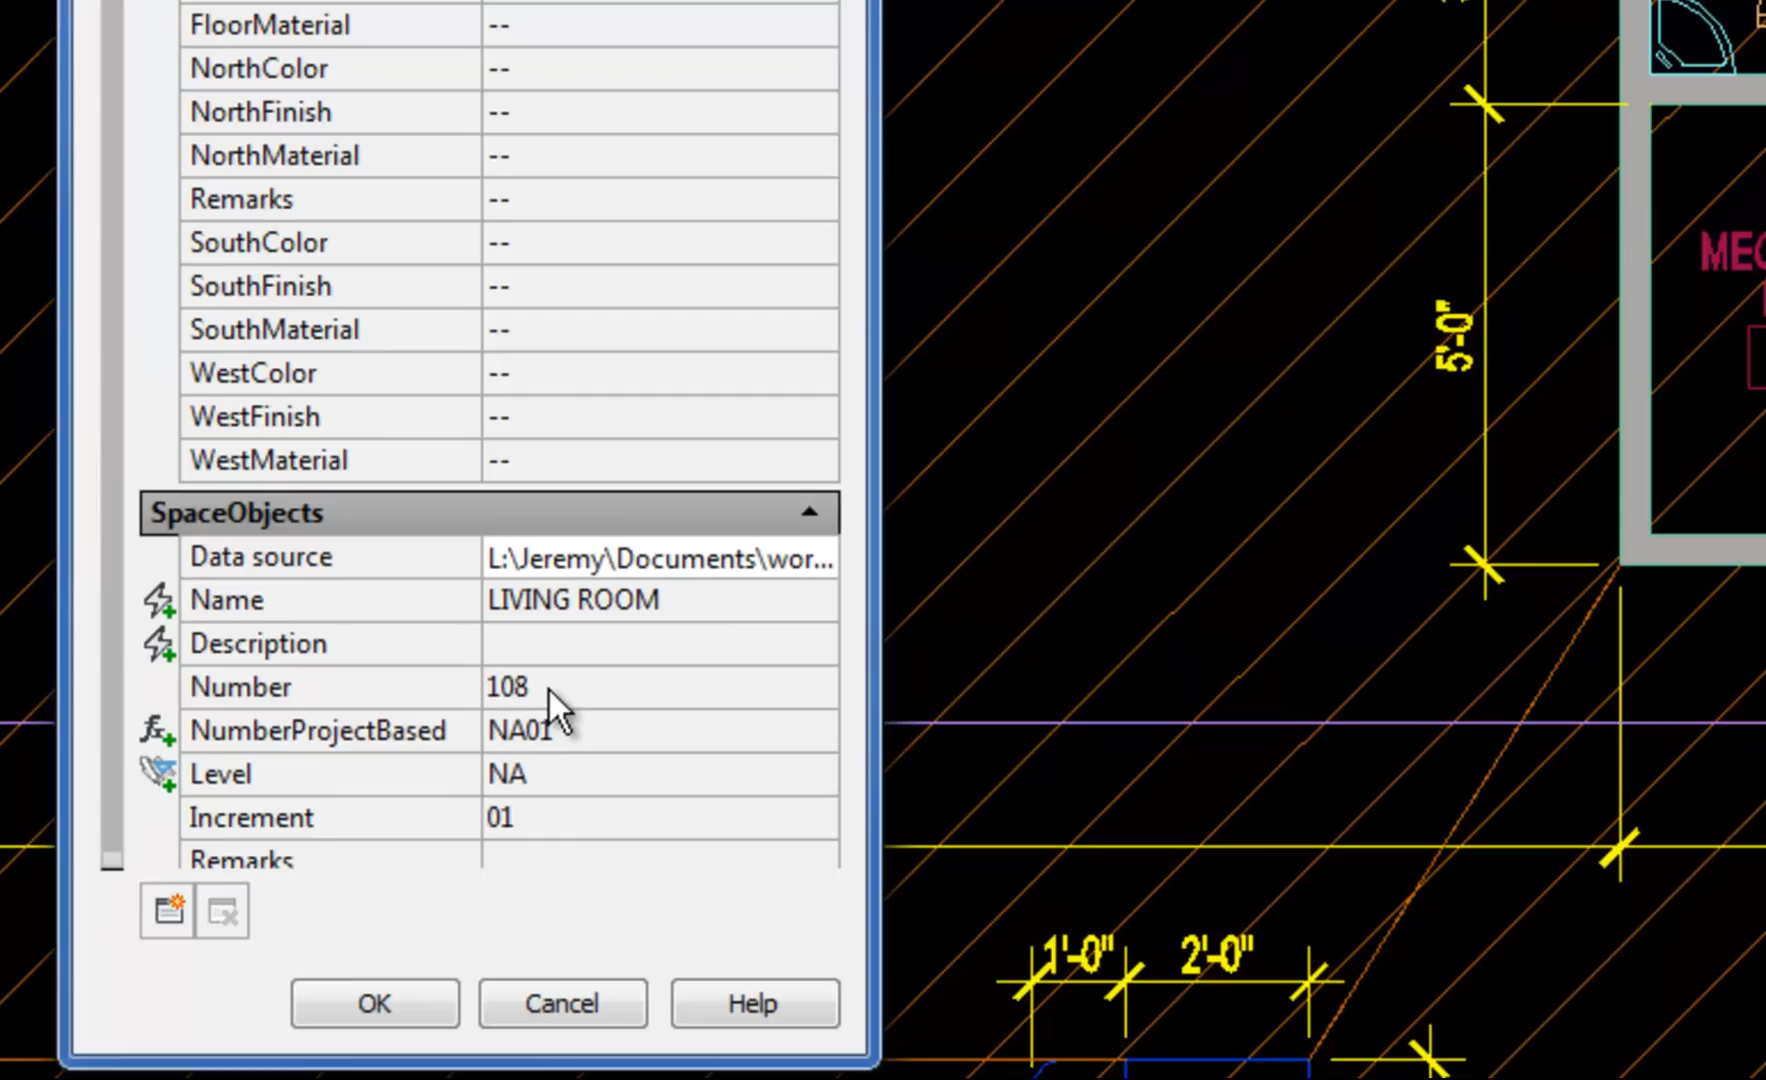 FloorMaterial --
NorthColor --
NorthFinish --
NorthMaterial --
Remarks --
SouthColor --
SouthFinish --
SouthMaterial --
WestColor --
WestFinish --
WestMaterial --
SpaceObjects
Data source L:\Jeremy\Documents\wor...
Name LIVING ROOM
Description
Number 108
NumberProjectBased NA01
Level NA
Increment 01
Remarks
OK Cancel Help
5'-0"
1'-0" 2'-0"